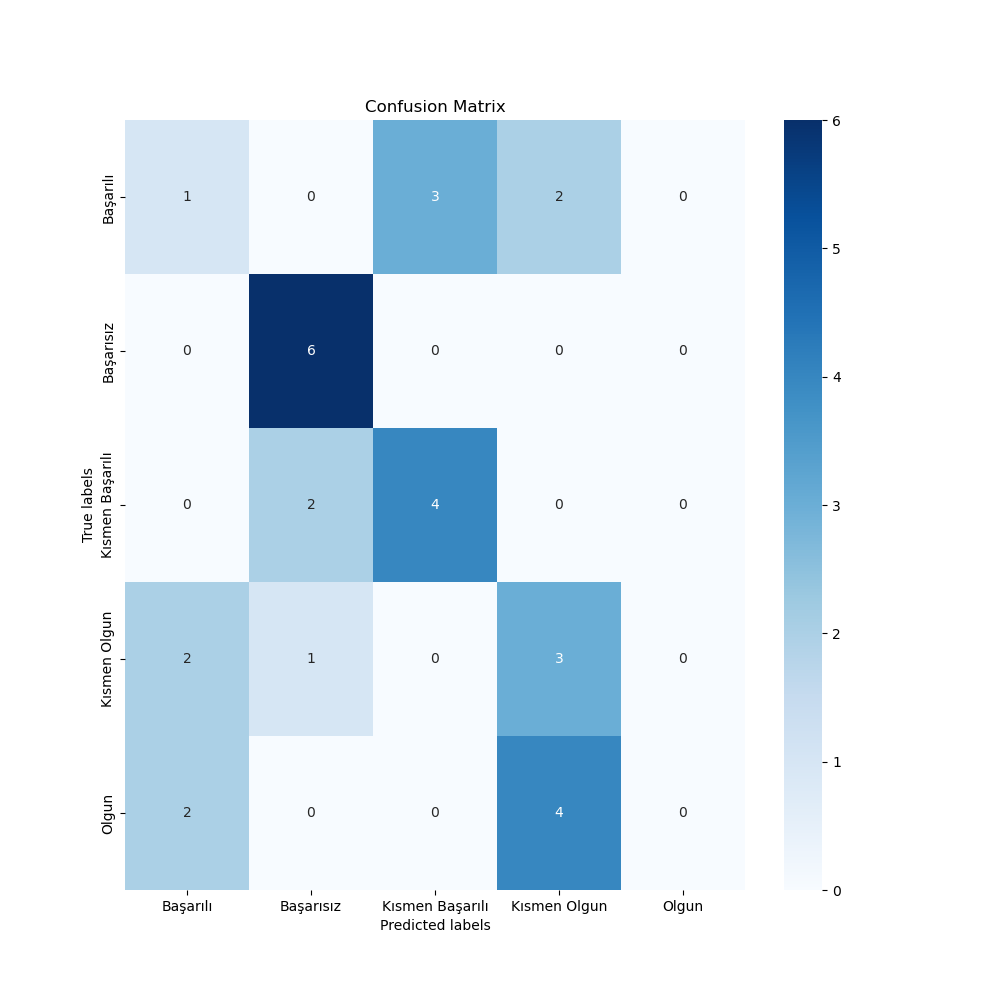 Confusion Matrix
True labels
Başarılı
1 0 3 2 0
Başarısız
0 6 0 0 0
Kısmen Başarılı
0 2 4 0 0
Kısmen Olgun
2 1 0 3 0
Olgun
2 0 0 4 0
Başarılı Başarısız Kısmen Başarılı Kısmen Olgun Olgun
Predicted labels
6
5
4
3
2
1
0